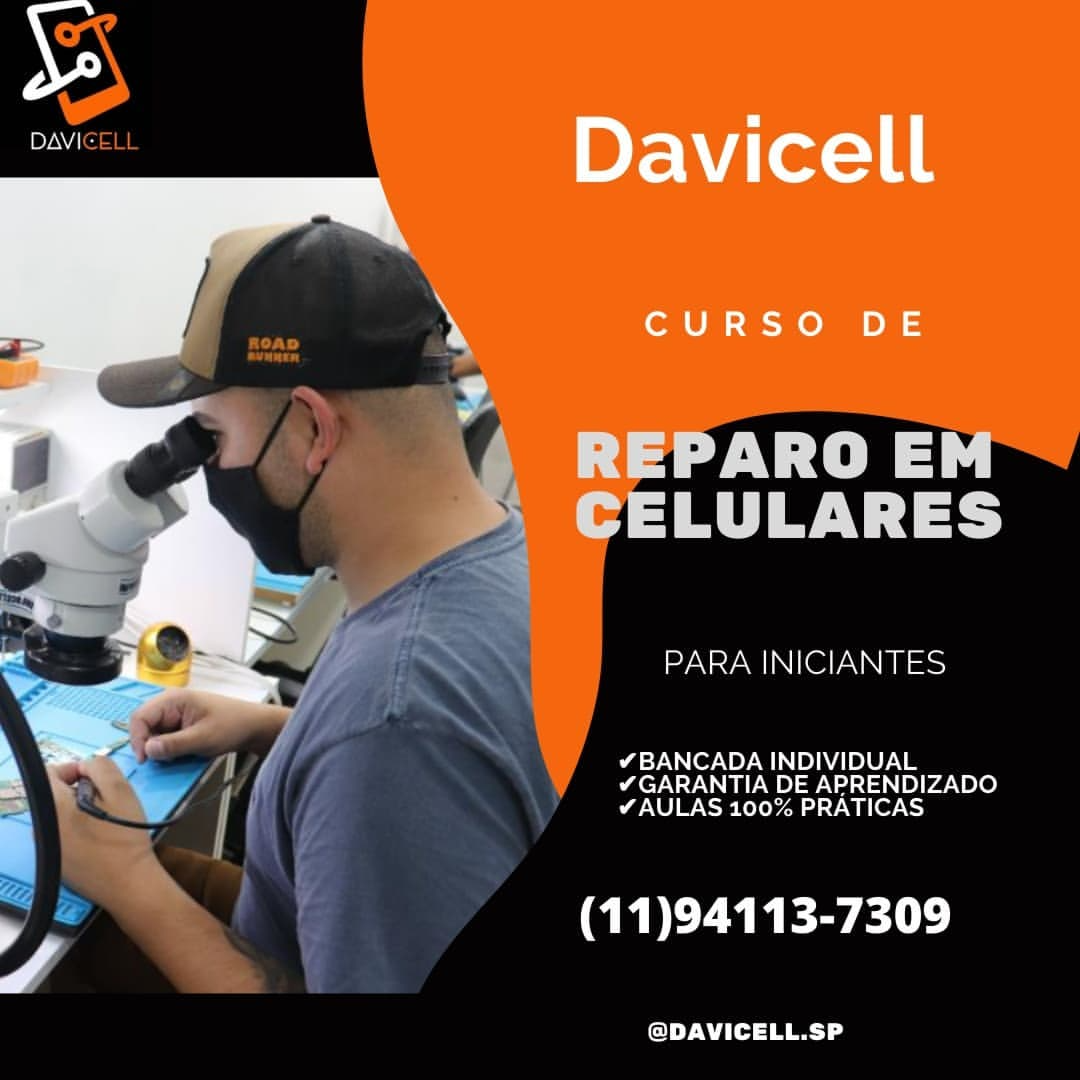 DAVICELL
Davicell
CURSO DE
REPARO EM
CELULARES
PARA INICIANTES
✔BANCADA INDIVIDUAL
✔GARANTIA DE APRENDIZADO
✔AULAS 100% PRÁTICAS
(11)94113-7309
@DAVICELL.SP
ROAD
RUNNER